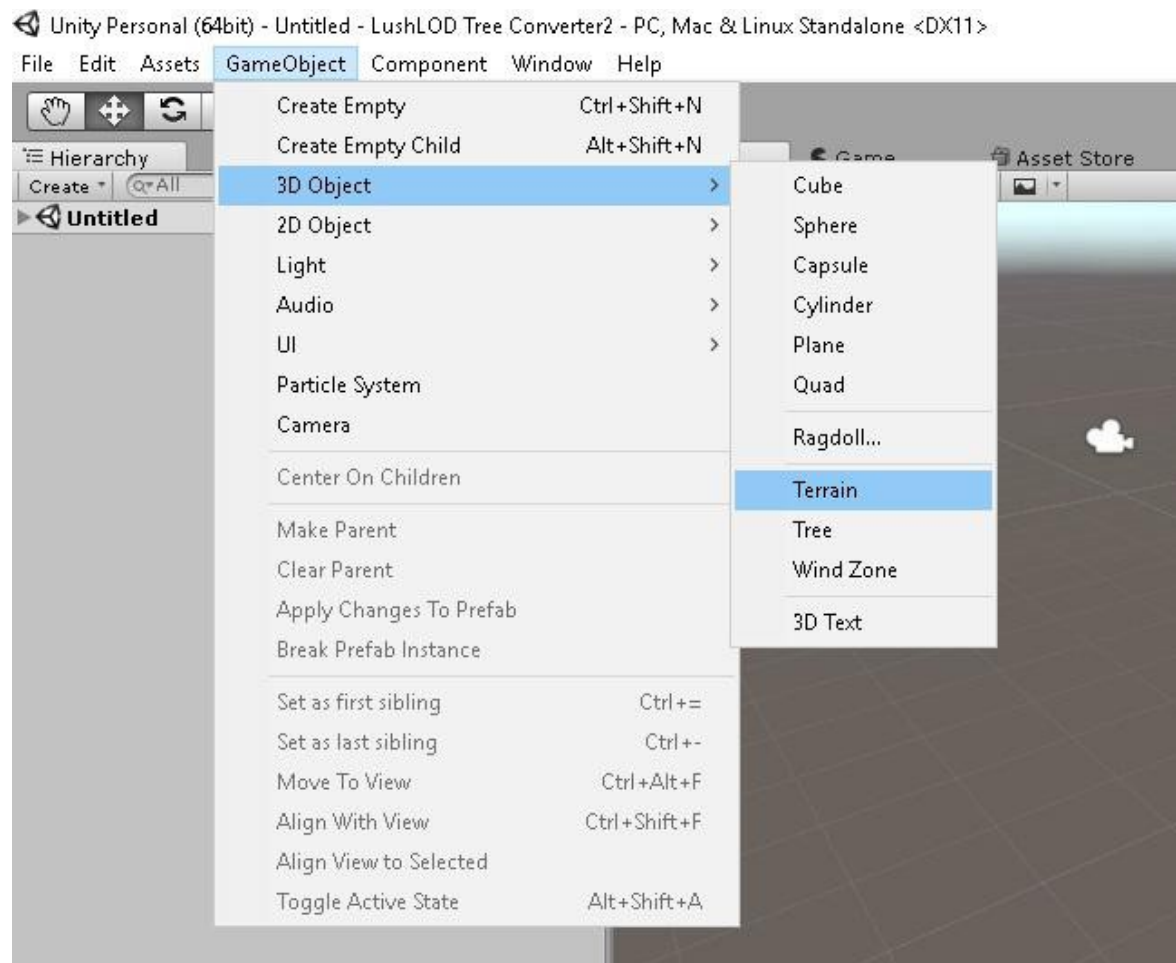 Unity Personal (64bit) - Untitled - LushLOD Tree Converter2 - PC, Mac & Linux Standalone <DX11>
File Edit Assets GameObject Component Window Help
Hierarchy
Create All
Untitled
Create Empty Ctrl+Shift+N
Create Empty Child Alt+Shift+N
3D Object
2D Object
Light
Audio
UI
Particle System
Camera
Center On Children
Make Parent
Clear Parent
Apply Changes To Prefab
Break Prefab Instance
Set as first sibling Ctrl+=
Set as last sibling Ctrl+-
Move To View Ctrl+Alt+F
Align With View Ctrl+Shift+F
Align View to Selected
Toggle Active State Alt+Shift+A
Game Asset Store
Cube
Sphere
Capsule
Cylinder
Plane
Quad
Ragdoll...
Terrain
Tree
Wind Zone
3D Text